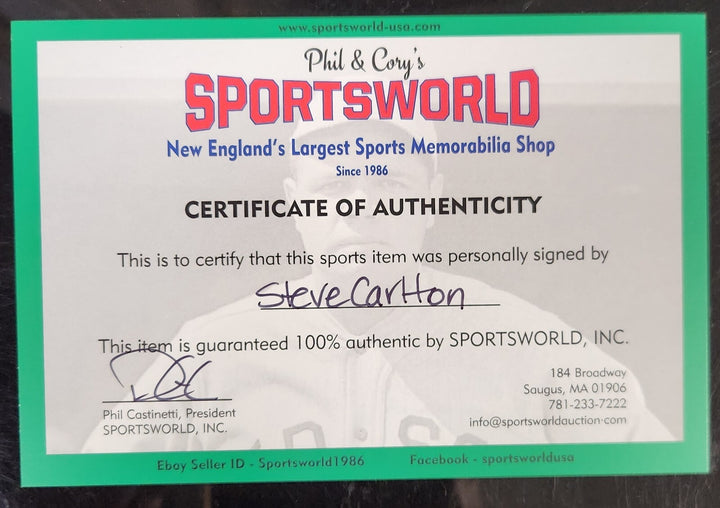 www.sportsworld-usa.com
Phil & Cory's
SPORTSWORLD
New England's Largest Sports Memorabilia Shop
Since 1986
CERTIFICATE OF AUTHENTICITY
This is to certify that this sports item was personally signed by
Steve Carlton
This item is guaranteed 100% authentic by SPORTSWORLD, INC.
Phil Castinetti, President
SPORTSWORLD, INC.
184 Broadway
Saugus, MA 01906
781-233-7222
info@sportsworldauction.com
Ebay Seller ID - Sportsworld1986
Facebook - sportsworldusa